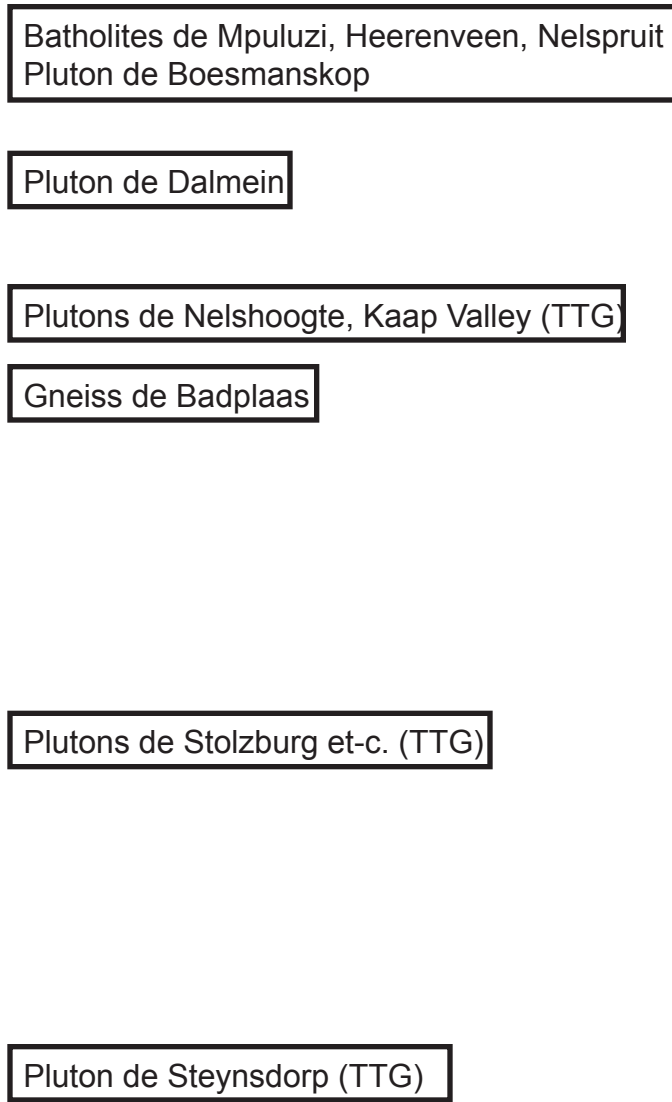 Batholites de Mpuluzi, Heerenveen, Nelspruit
Pluton de Boesmanskop
Pluton de Dalmein
Plutons de Nelshoogte, Kaap Valley (TTG)
Gneiss de Badplaas
Plutons de Stolzburg et-c. (TTG)
Pluton de Steynsdorp (TTG)